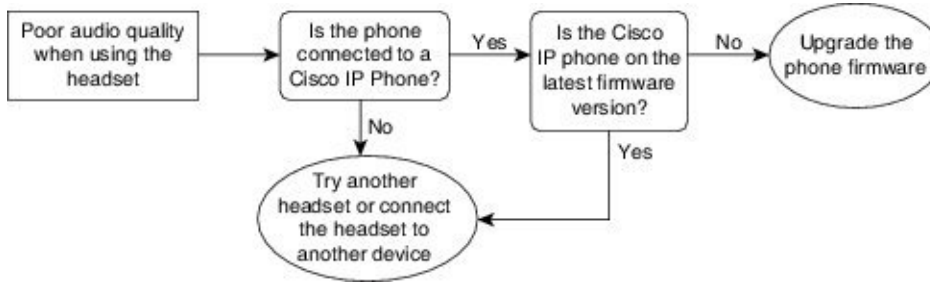 Poor audio quality
when using the
headset
Is the phone
connected to a
Cisco IP Phone?
Yes
Is the Cisco
IP phone on the
latest firmware
version?
No
Upgrade the
phone firmware
No
Yes
Try another
headset or connect
the headset to
another device